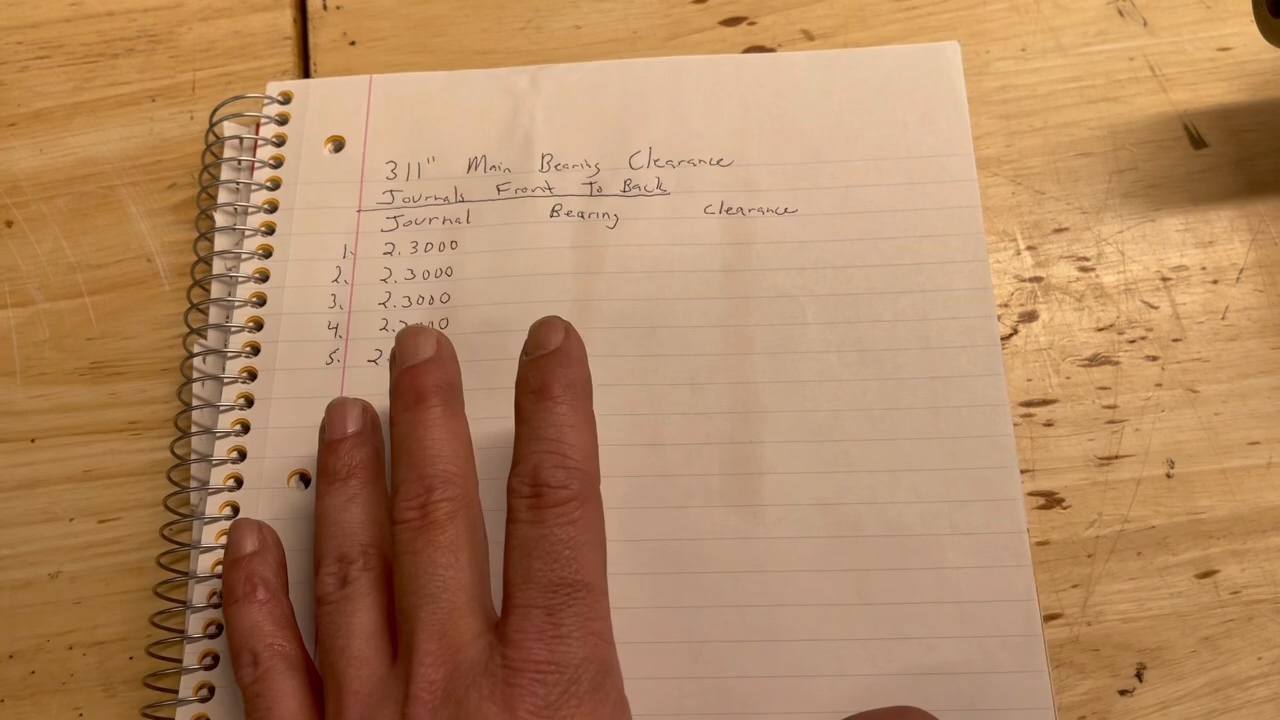 311" Main Bearing Clearance
Journals Front To Back
Journal Bearing Clearance
1. 2.3000
2. 2.3000
3. 2.3000
4.
5.